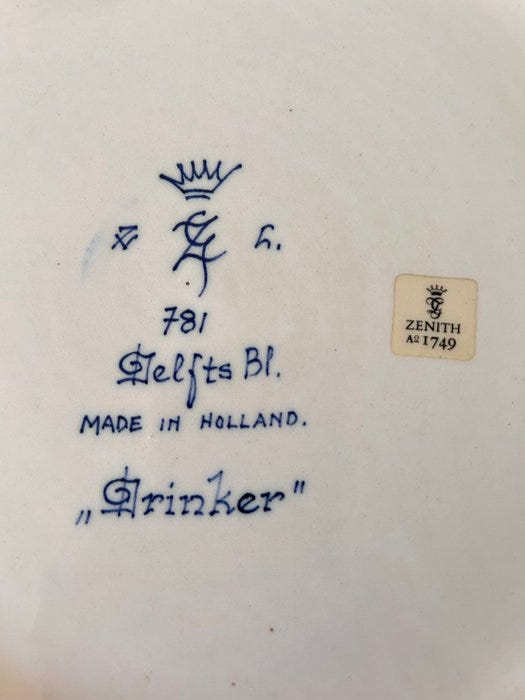 781
Delfts Bl.
MADE IN HOLLAND.
„Drinker"
ZENITH
Aº 1749